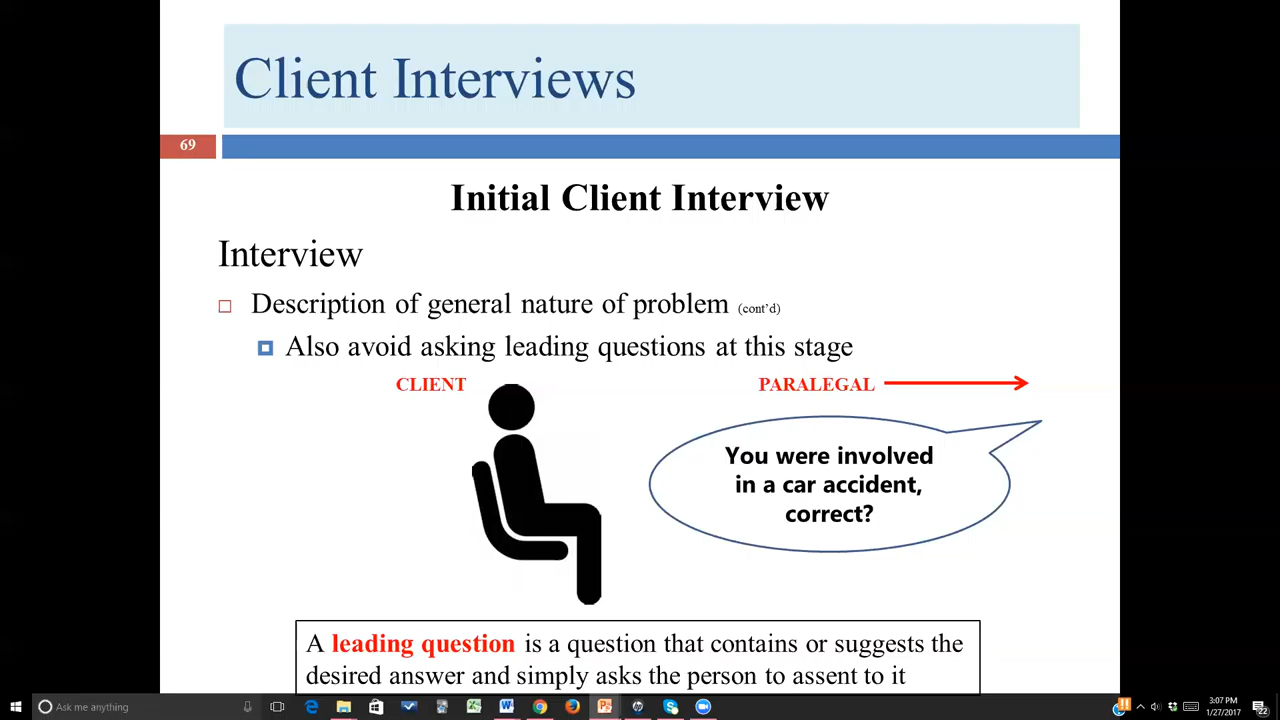 Client Interviews
69
Initial Client Interview
Interview
Description of general nature of problem (cont'd)
Also avoid asking leading questions at this stage
CLIENT
PARALEGAL
You were involved
in a car accident,
correct?
A leading question is a question that contains or suggests the
desired answer and simply asks the person to assent to it
Ask me anything
3:07 PM
1/27/2017
22